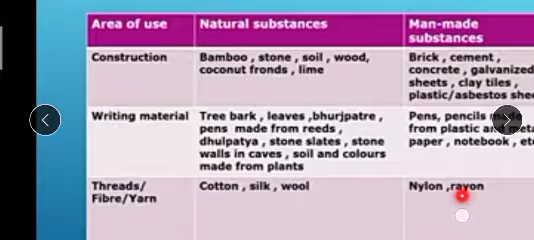 Area of use
Natural substances
Man-made
substances
Construction
Bamboo , stone , soil , wood,
coconut fronds , lime
Brick , cement ,
concrete , galvanized
sheets , clay tiles ,
plastic/asbestos
Writing material
Tree bark , leaves ,bhurjpatre ,
pens made from reeds ,
dhulpatya , stone slates , stone
walls in caves , soil and colours
made from plants
Pens, pencils made
from plastic and
paper , notebook ,
Threads/
Fibre/Yarn
Cotton , silk , wool
Nylon ,rayon